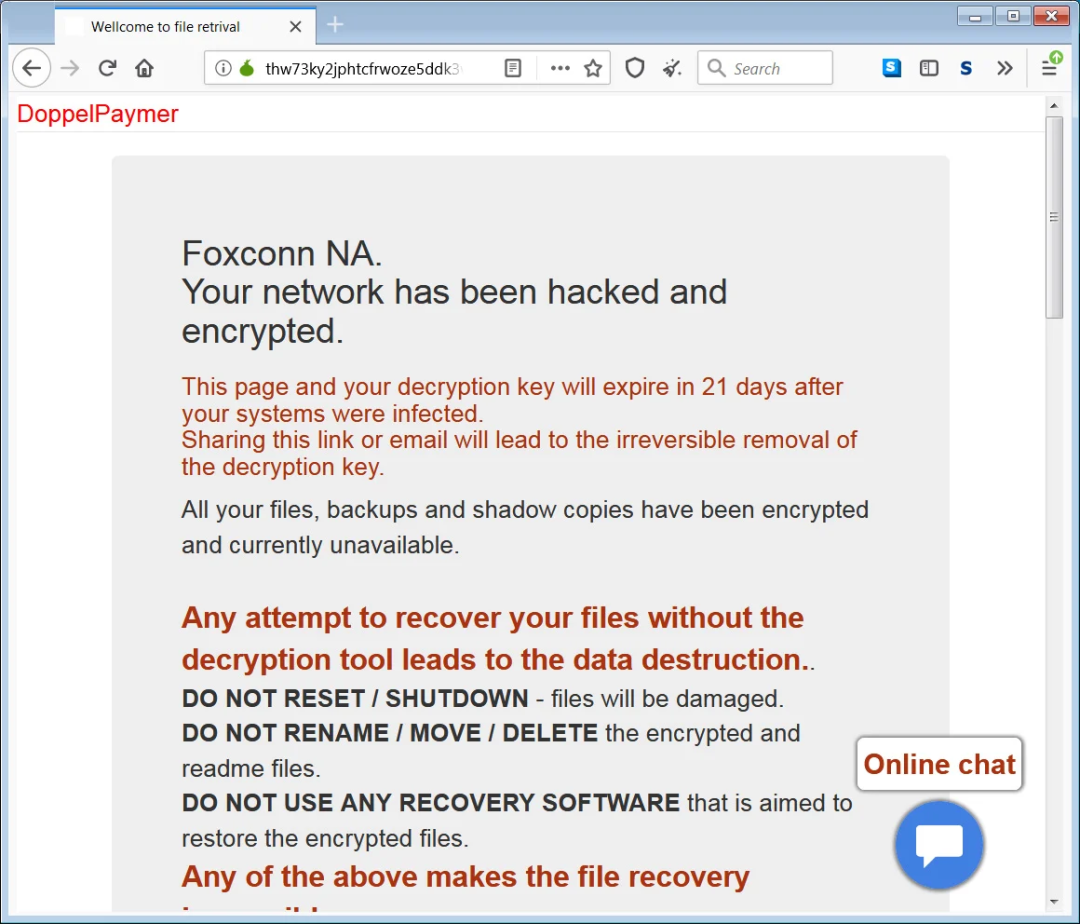 Wellcome to file retrival
thw73ky2jphtcfrwoze5ddk3
Search
DoppelPaymer
Foxconn NA.
Your network has been hacked and
encrypted.
This page and your decryption key will expire in 21 days after
your systems were infected.
Sharing this link or email will lead to the irreversible removal of
the decryption key.
All your files, backups and shadow copies have been encrypted
and currently unavailable.
Any attempt to recover your files without the
decryption tool leads to the data destruction..
DO NOT RESET / SHUTDOWN - files will be damaged.
DO NOT RENAME / MOVE / DELETE the encrypted and
readme files.
DO NOT USE ANY RECOVERY SOFTWARE that is aimed to
restore the encrypted files.
Any of the above makes the file recovery
Online chat